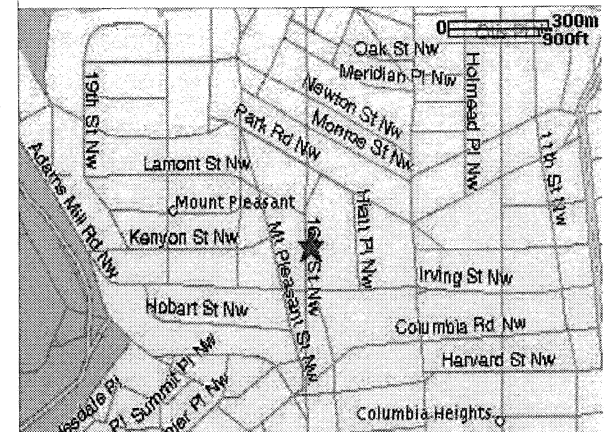 0 300m
900ft
Oak St Nw
Meridian Pl Nw
Newton St Nw
Monroe St Nw
Park Rd Nw
Holmead Pl Nw
11th St Nw
19th St Nw
Adams Mill Rd Nw
Lamont St Nw
Mount Pleasant
Kenyon St Nw
Mt Pleasant St Nw
16th St Nw
Hiatt Pl Nw
Irving St Nw
Hobart St Nw
Columbia Rd Nw
Harvard St Nw
Summit Pl Nw
Pl Nw
Columbia Heights